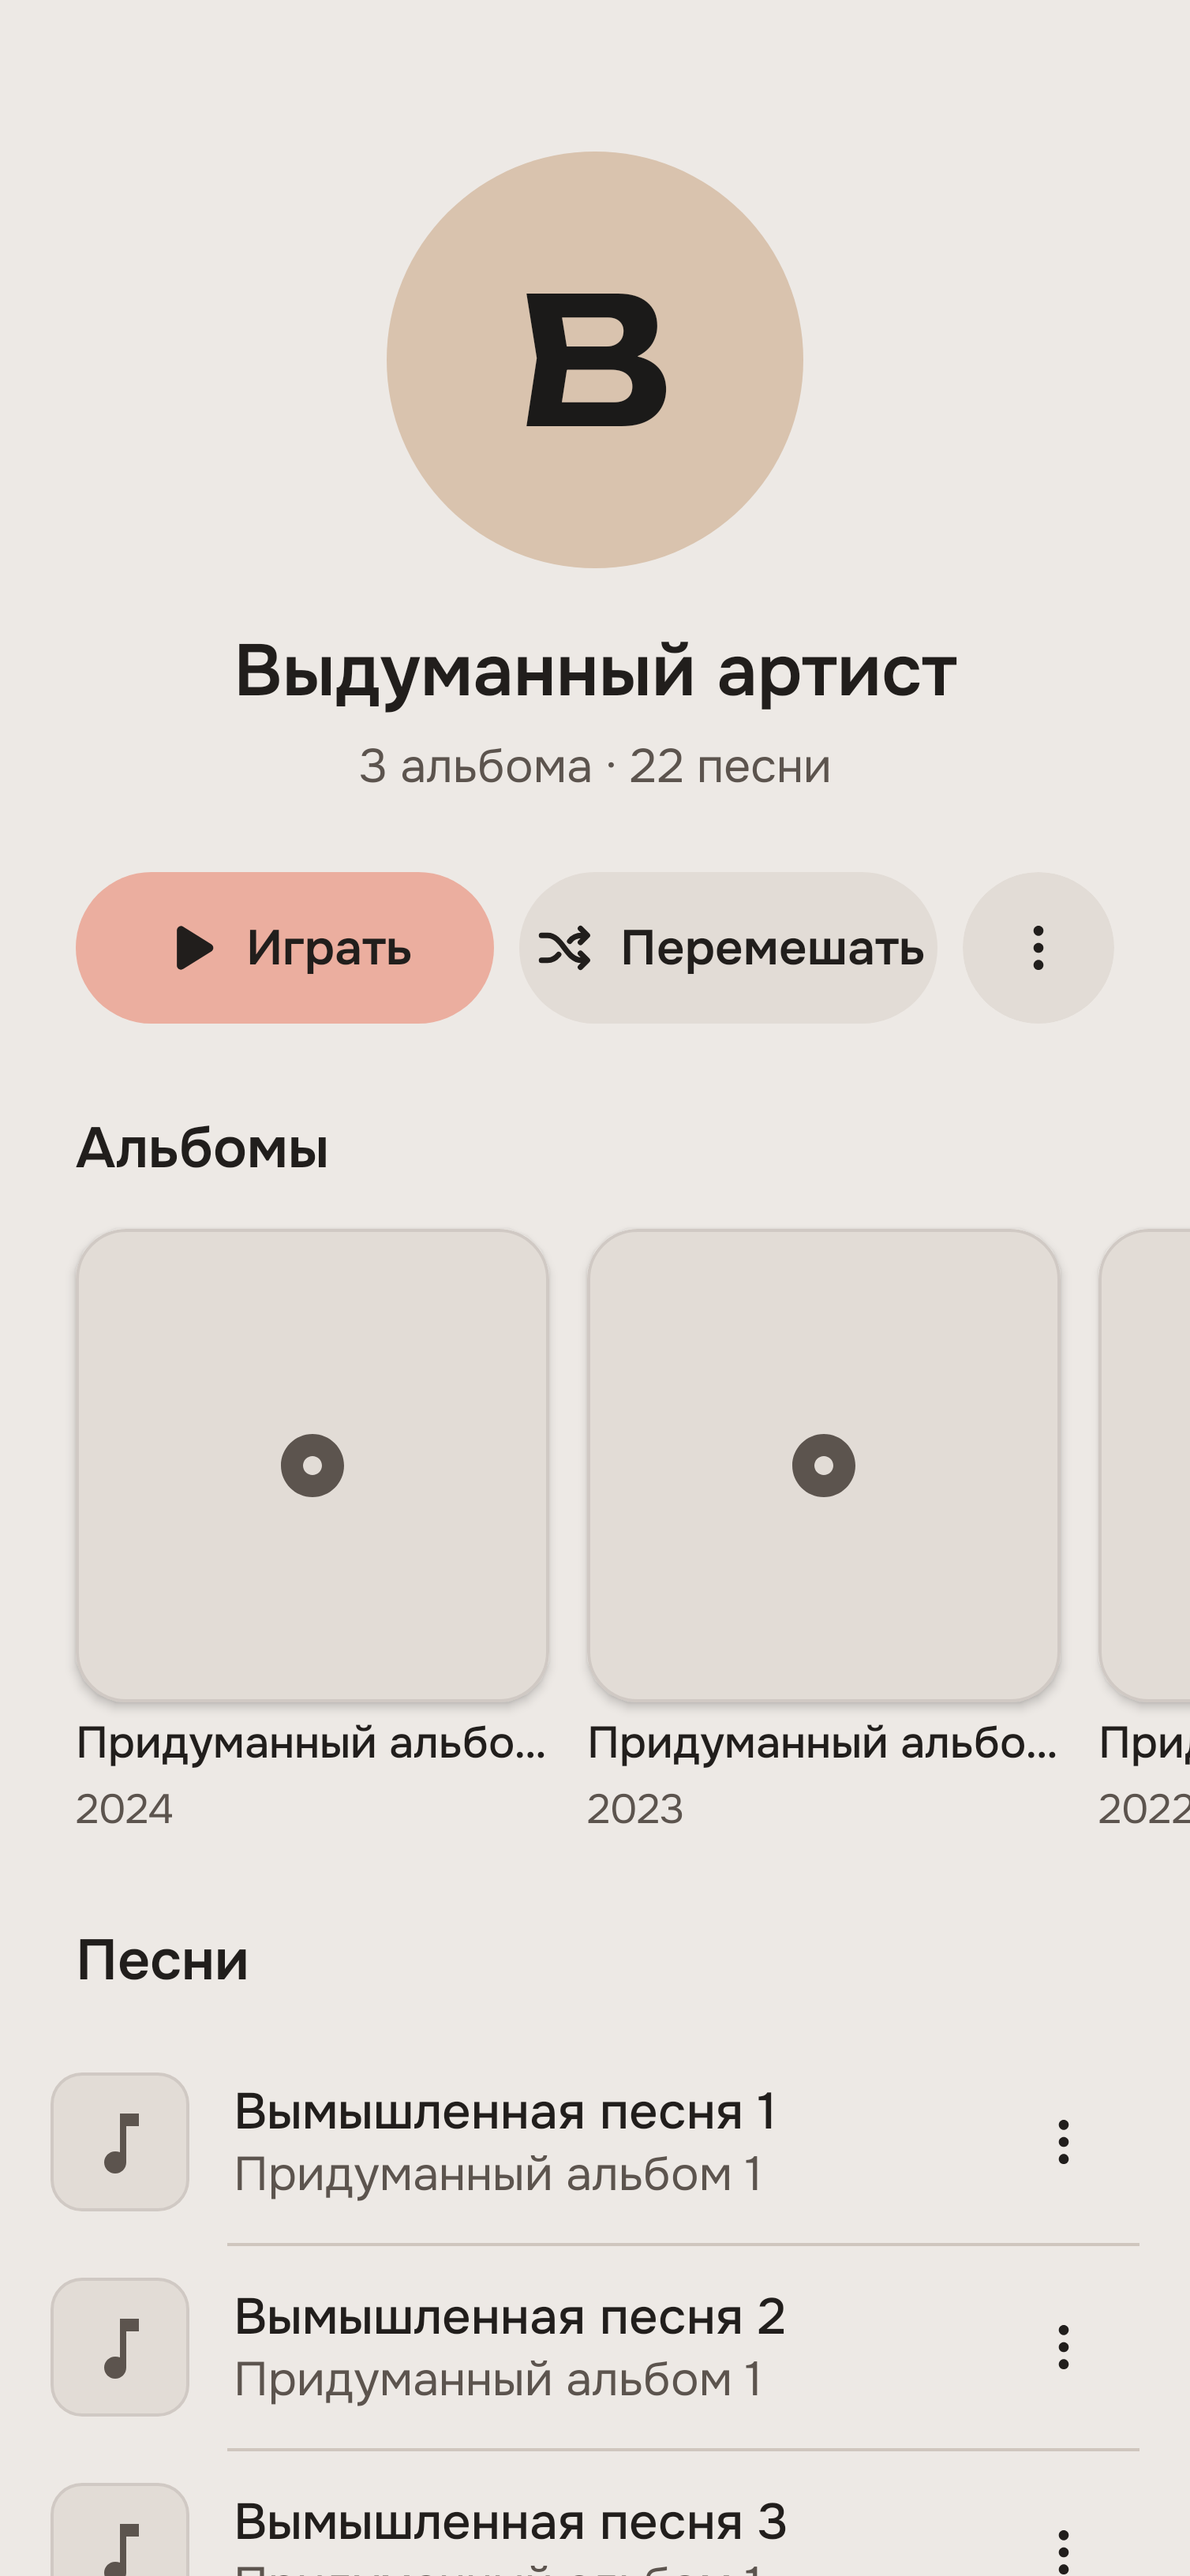 В
Выдуманный артист
3 альбома · 22 песни
Играть
Перемешать
Альбомы
Придуманный альбо...
Придуманный альбо...
2024
2023
2022
Песни
Вымышленная песня 1
Придуманный альбом 1
Вымышленная песня 2
Придуманный альбом 1
Вымышленная песня 3